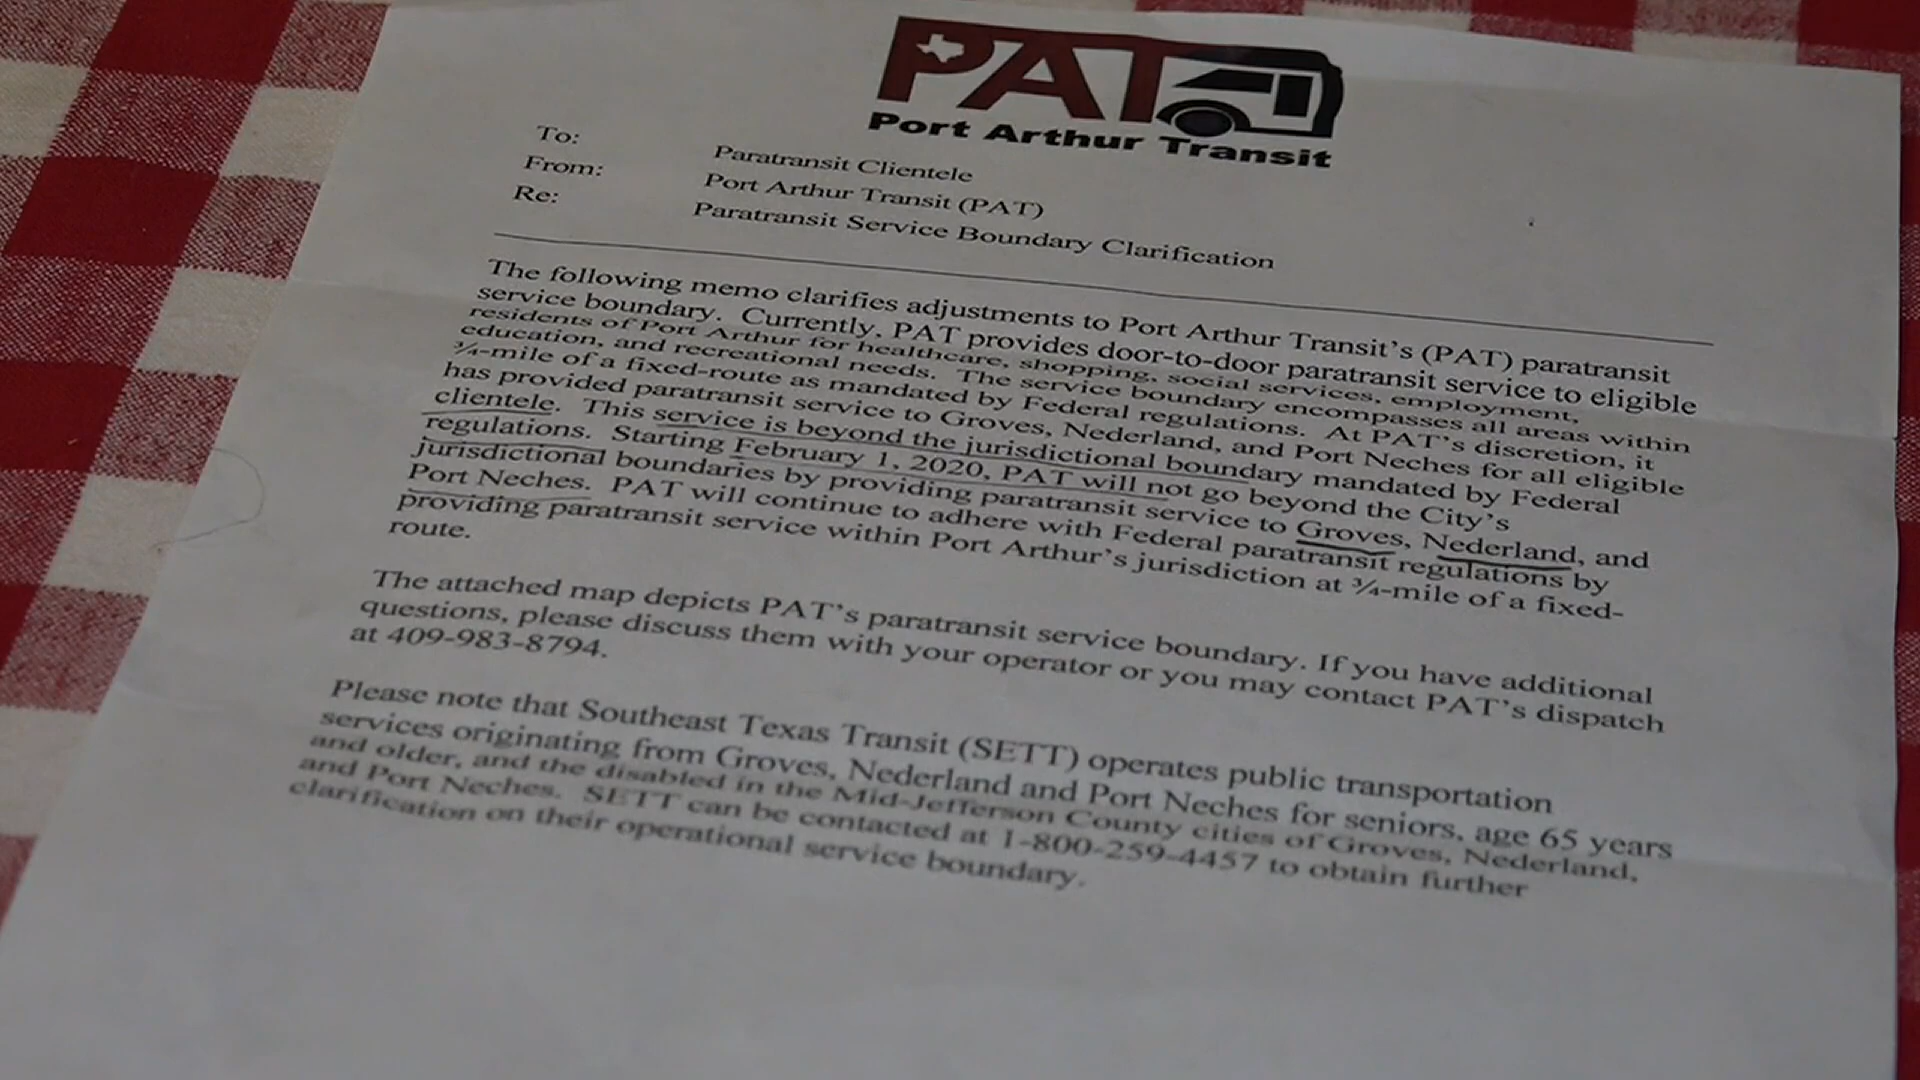 PAT
Port Arthur Transit
To: Paratransit Clientele
From: Port Arthur Transit (PAT)
Re: Paratransit Service Boundary Clarification
The following memo clarifies adjustments to Port Arthur Transit's (PAT) paratransit
service boundary. Currently, PAT provides door-to-door paratransit service to eligible
residents of Port Arthur for healthcare, shopping, social services, employment,
education, and recreational needs. The service boundary encompasses all areas within
¾-mile of a fixed-route as mandated by Federal regulations. At PAT's discretion, it
has provided paratransit service to Groves, Nederland, and Port Neches for all eligible
clientele. This service is beyond the jurisdictional boundary mandated by Federal
regulations. Starting February 1, 2020, PAT will not go beyond the City's
jurisdictional boundaries by providing paratransit service to Groves, Nederland, and
Port Neches. PAT will continue to adhere with Federal paratransit regulations by
providing paratransit service within Port Arthur's jurisdiction at ¾-mile of a fixed-
route.
The attached map depicts PAT's paratransit service boundary. If you have additional
questions, please discuss them with your operator or you may contact PAT's dispatch
at 409-983-8794.
Please note that Southeast Texas Transit (SETT) operates public transportation
services originating from Groves, Nederland and Port Neches for seniors, age 65 years
and older, and the disabled in the Mid-Jefferson County cities of Groves, Nederland,
and Port Neches. SETT can be contacted at 1-800-259-4457 to obtain further
clarification on their operational service boundary.